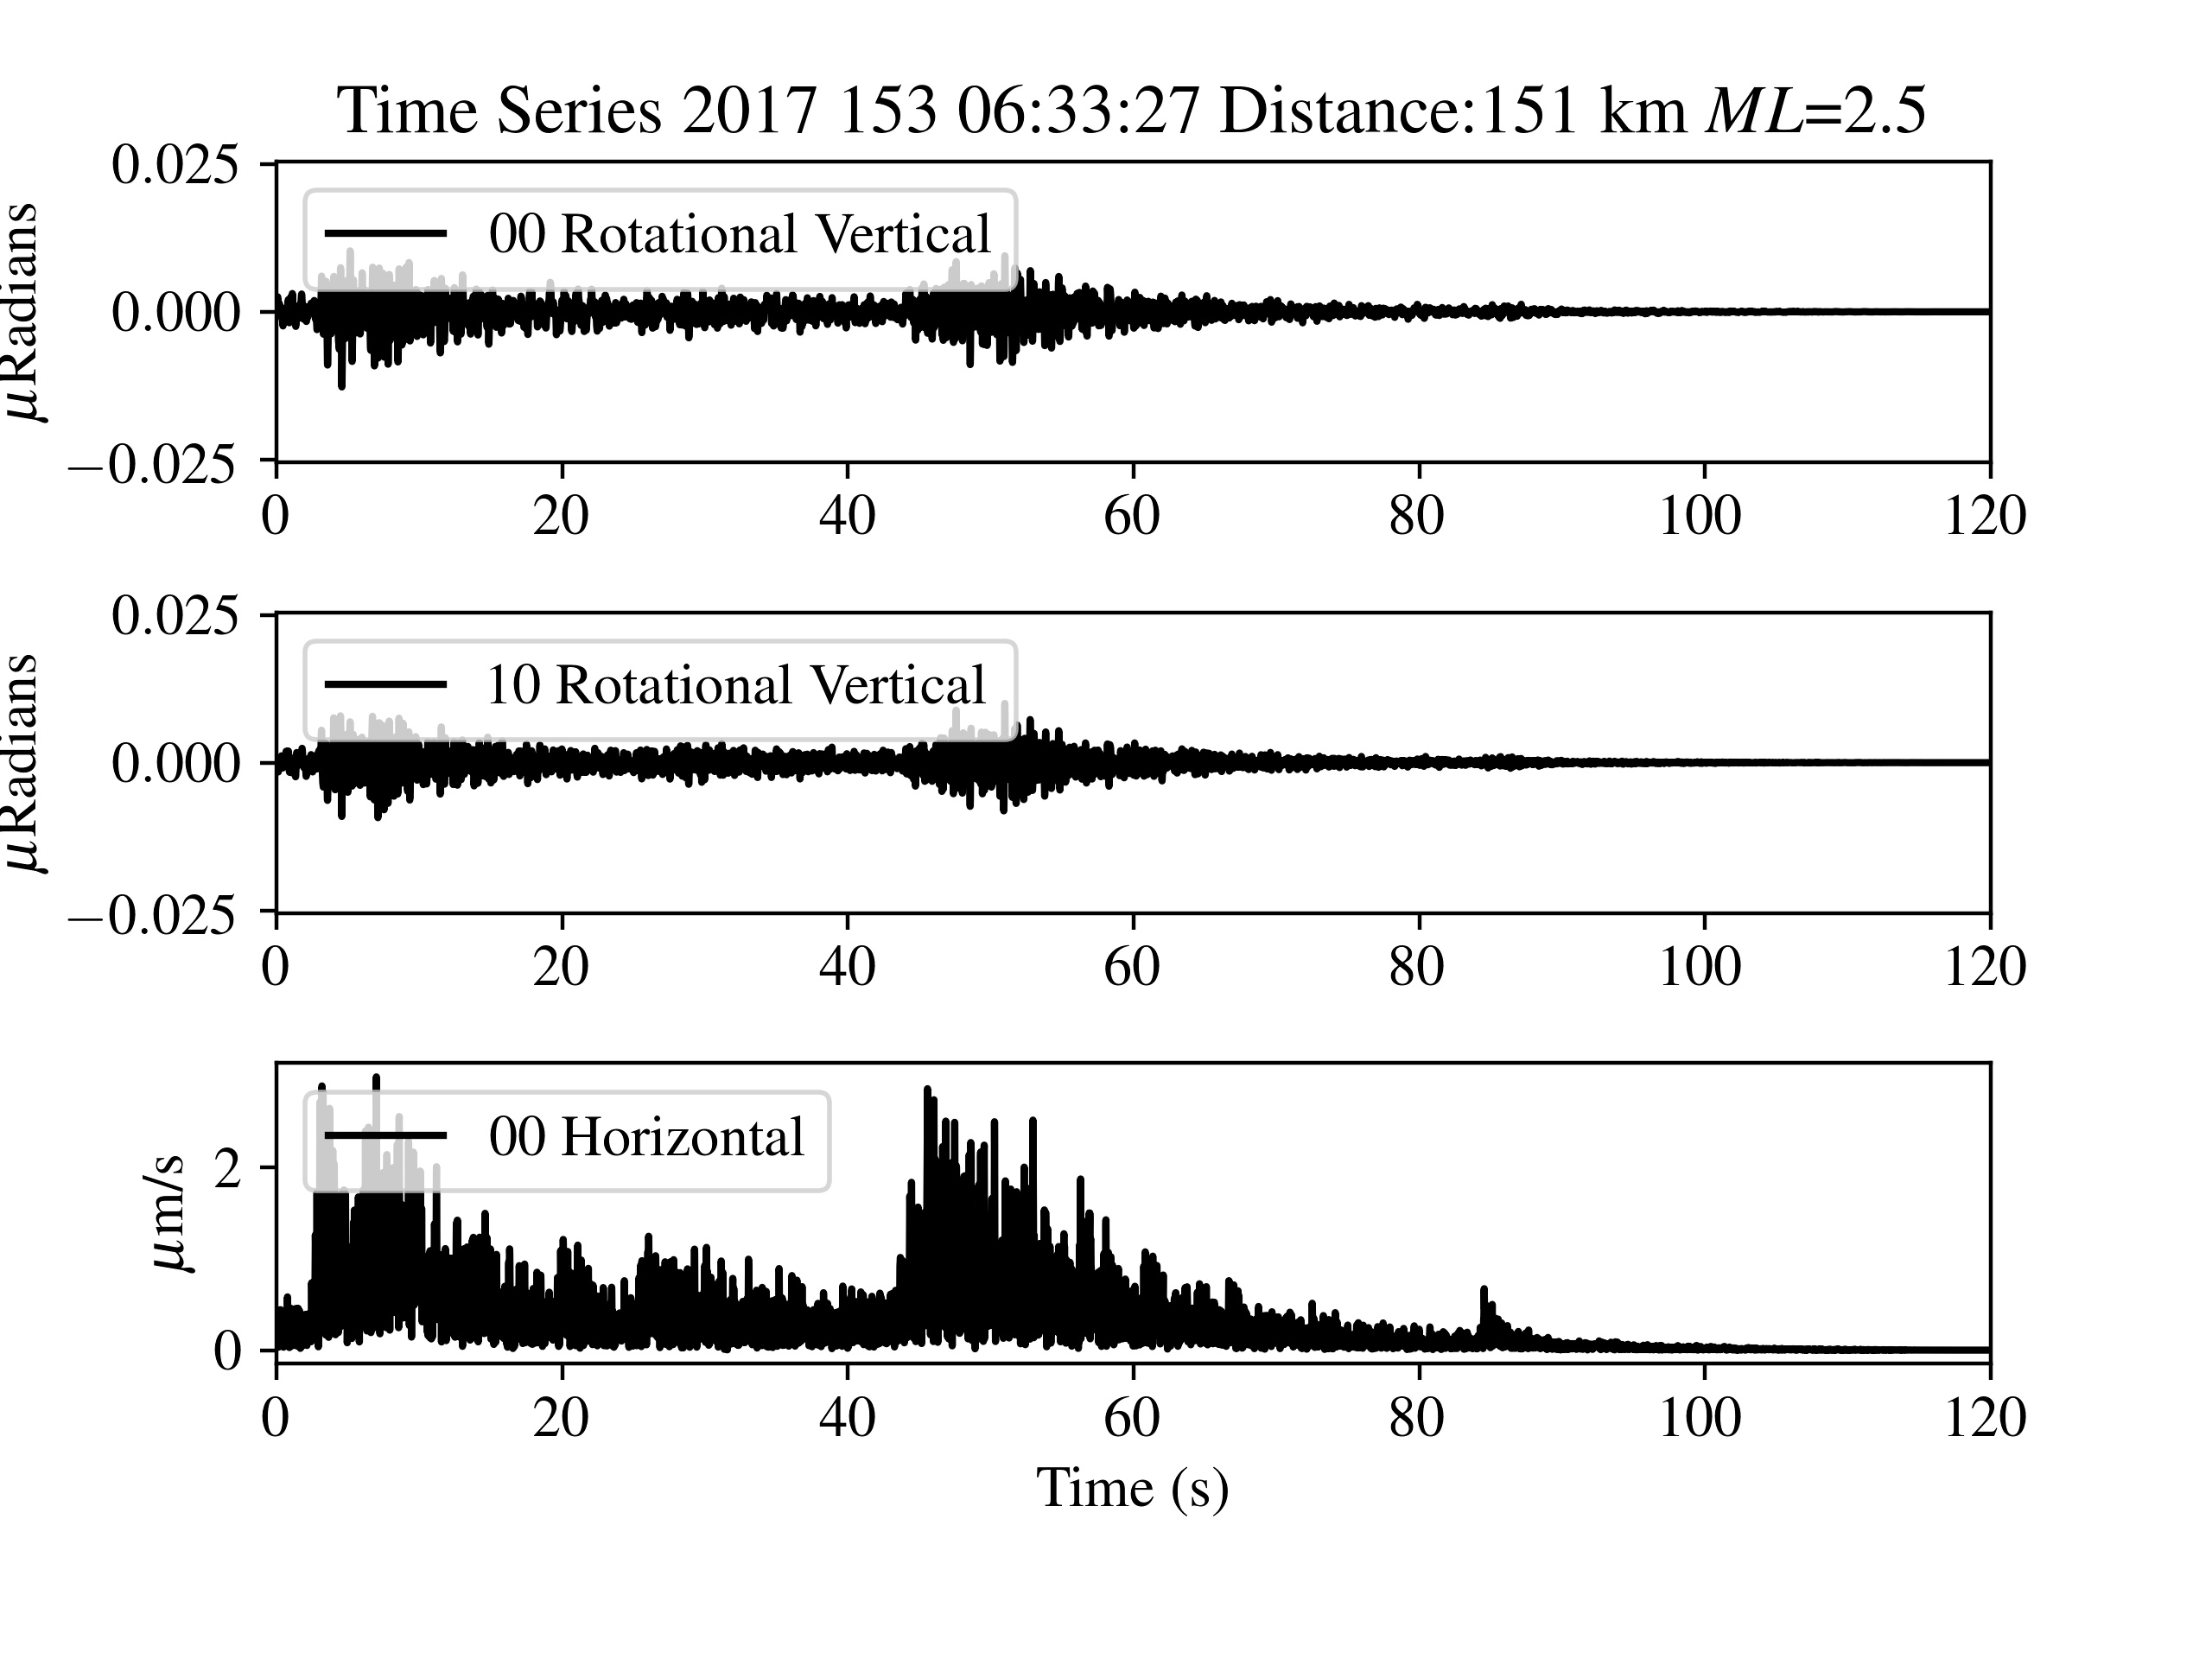 Time Series 2017 153 06:33:27 Distance:151 km ML=2.5
0.025
0.000
−0.025
μRadians
00 Rotational Vertical
0 20 40 60 80 100 120
0.025
0.000
−0.025
μRadians
10 Rotational Vertical
0 20 40 60 80 100 120
2
0
μm/s
00 Horizontal
0 20 40 60 80 100 120
Time (s)